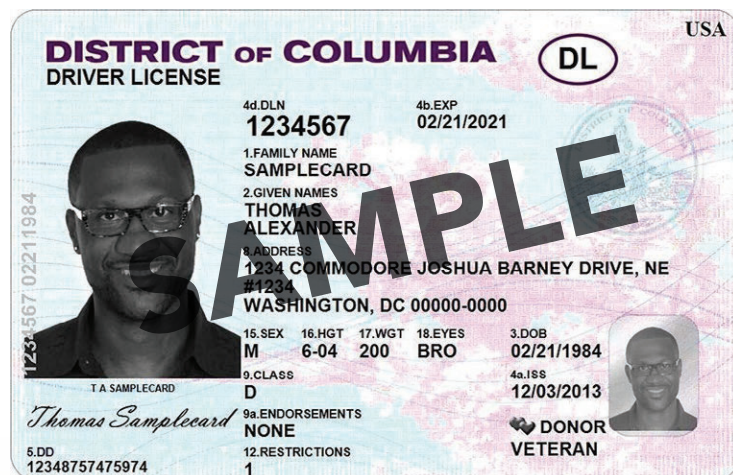 USA
DISTRICT OF COLUMBIA
DL
DRIVER LICENSE
4d.DLN 4b.EXP
1234567 02/21/2021
1.FAMILY NAME
SAMPLECARD
2.GIVEN NAMES
THOMAS
ALEXANDER
8.ADDRESS
1234 COMMODORE JOSHUA BARNEY DRIVE, NE
#1234
WASHINGTON, DC 00000-0000
SAMPLE
1234567 02211984
15.SEX 16.HGT 17.WGT 18.EYES 3.DOB
M 6-04 200 BRO 02/21/1984
9.CLASS 4a.ISS
D 12/03/2013
T A SAMPLECARD
Thomas Samplecard
9a.ENDORSEMENTS
NONE
DONOR
VETERAN
5.DD
12348757475974
12.RESTRICTIONS
1